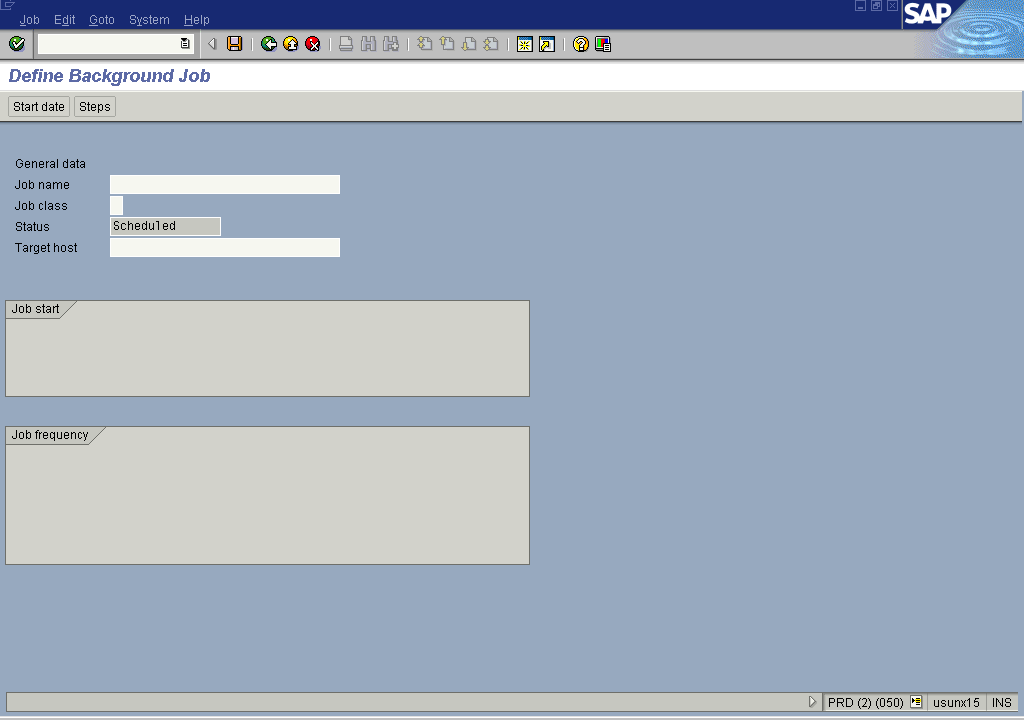 Job Edit Goto System Help
SAP
Define Background Job
Start date Steps
General data
Job name
Job class
Status Scheduled
Target host
Job start
Job frequency
PRD (2) (050) usunx15 INS